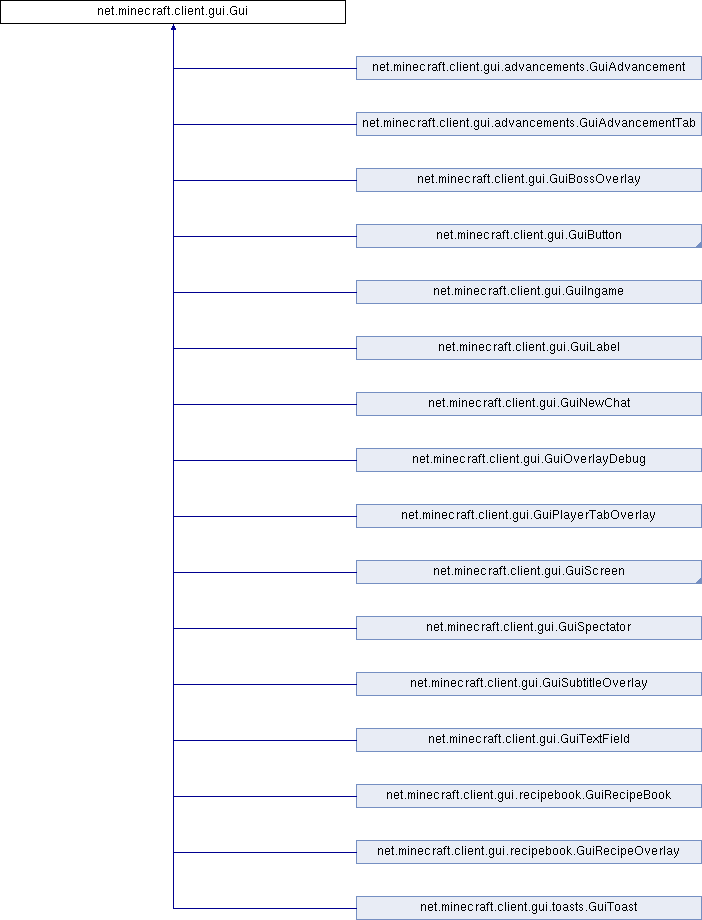 net.minecraft.client.gui.Gui
net.minecraft.client.gui.advancements.GuiAdvancement
net.minecraft.client.gui.advancements.GuiAdvancementTab
net.minecraft.client.gui.GuiBossOverlay
net.minecraft.client.gui.GuiButton
net.minecraft.client.gui.GuiIngame
net.minecraft.client.gui.GuiLabel
net.minecraft.client.gui.GuiNewChat
net.minecraft.client.gui.GuiOverlayDebug
net.minecraft.client.gui.GuiPlayerTabOverlay
net.minecraft.client.gui.GuiScreen
net.minecraft.client.gui.GuiSpectator
net.minecraft.client.gui.GuiSubtitleOverlay
net.minecraft.client.gui.GuiTextField
net.minecraft.client.gui.recipebook.GuiRecipeBook
net.minecraft.client.gui.recipebook.GuiRecipeOverlay
net.minecraft.client.gui.toasts.GuiToast